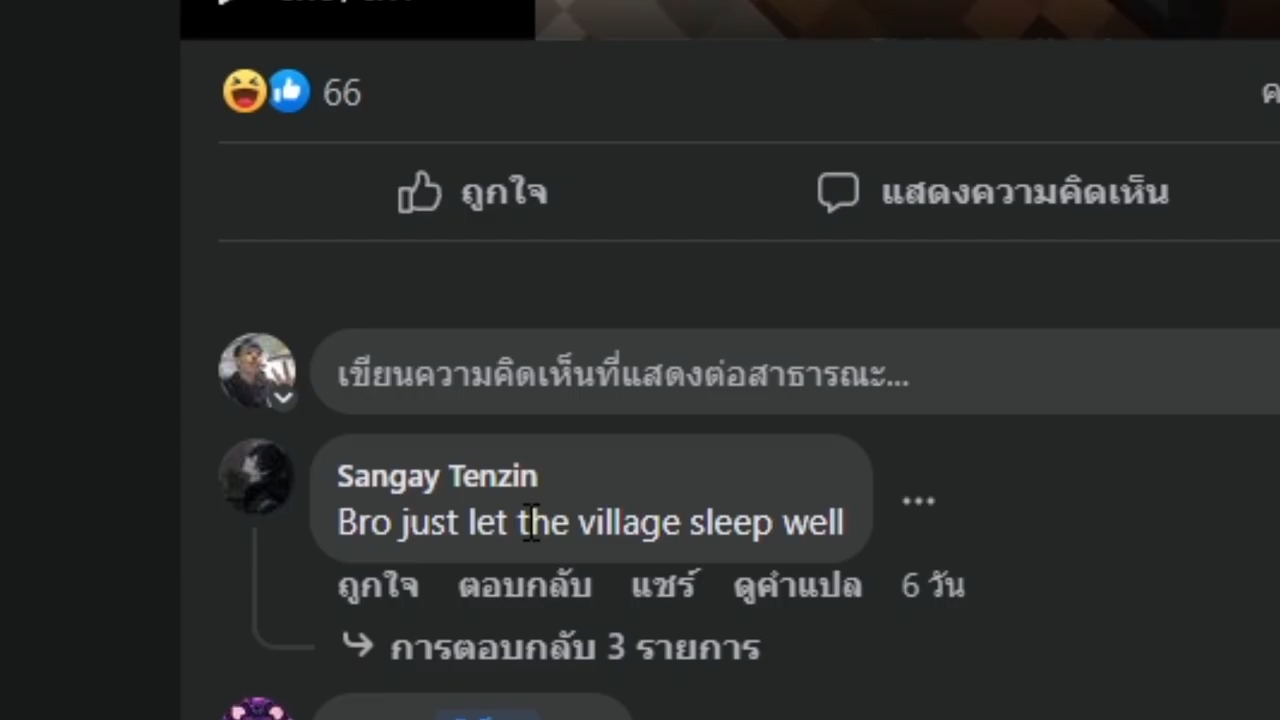 66
ถูกใจ
แสดงความคิดเห็น
เขียนความคิดเห็นที่แสดงต่อสาธารณะ...
Sangay Tenzin
Bro just let the village sleep well
ถูกใจ ตอบกลับ แชร์ ดูคำแปล 6 วัน
การตอบกลับ 3 รายการ